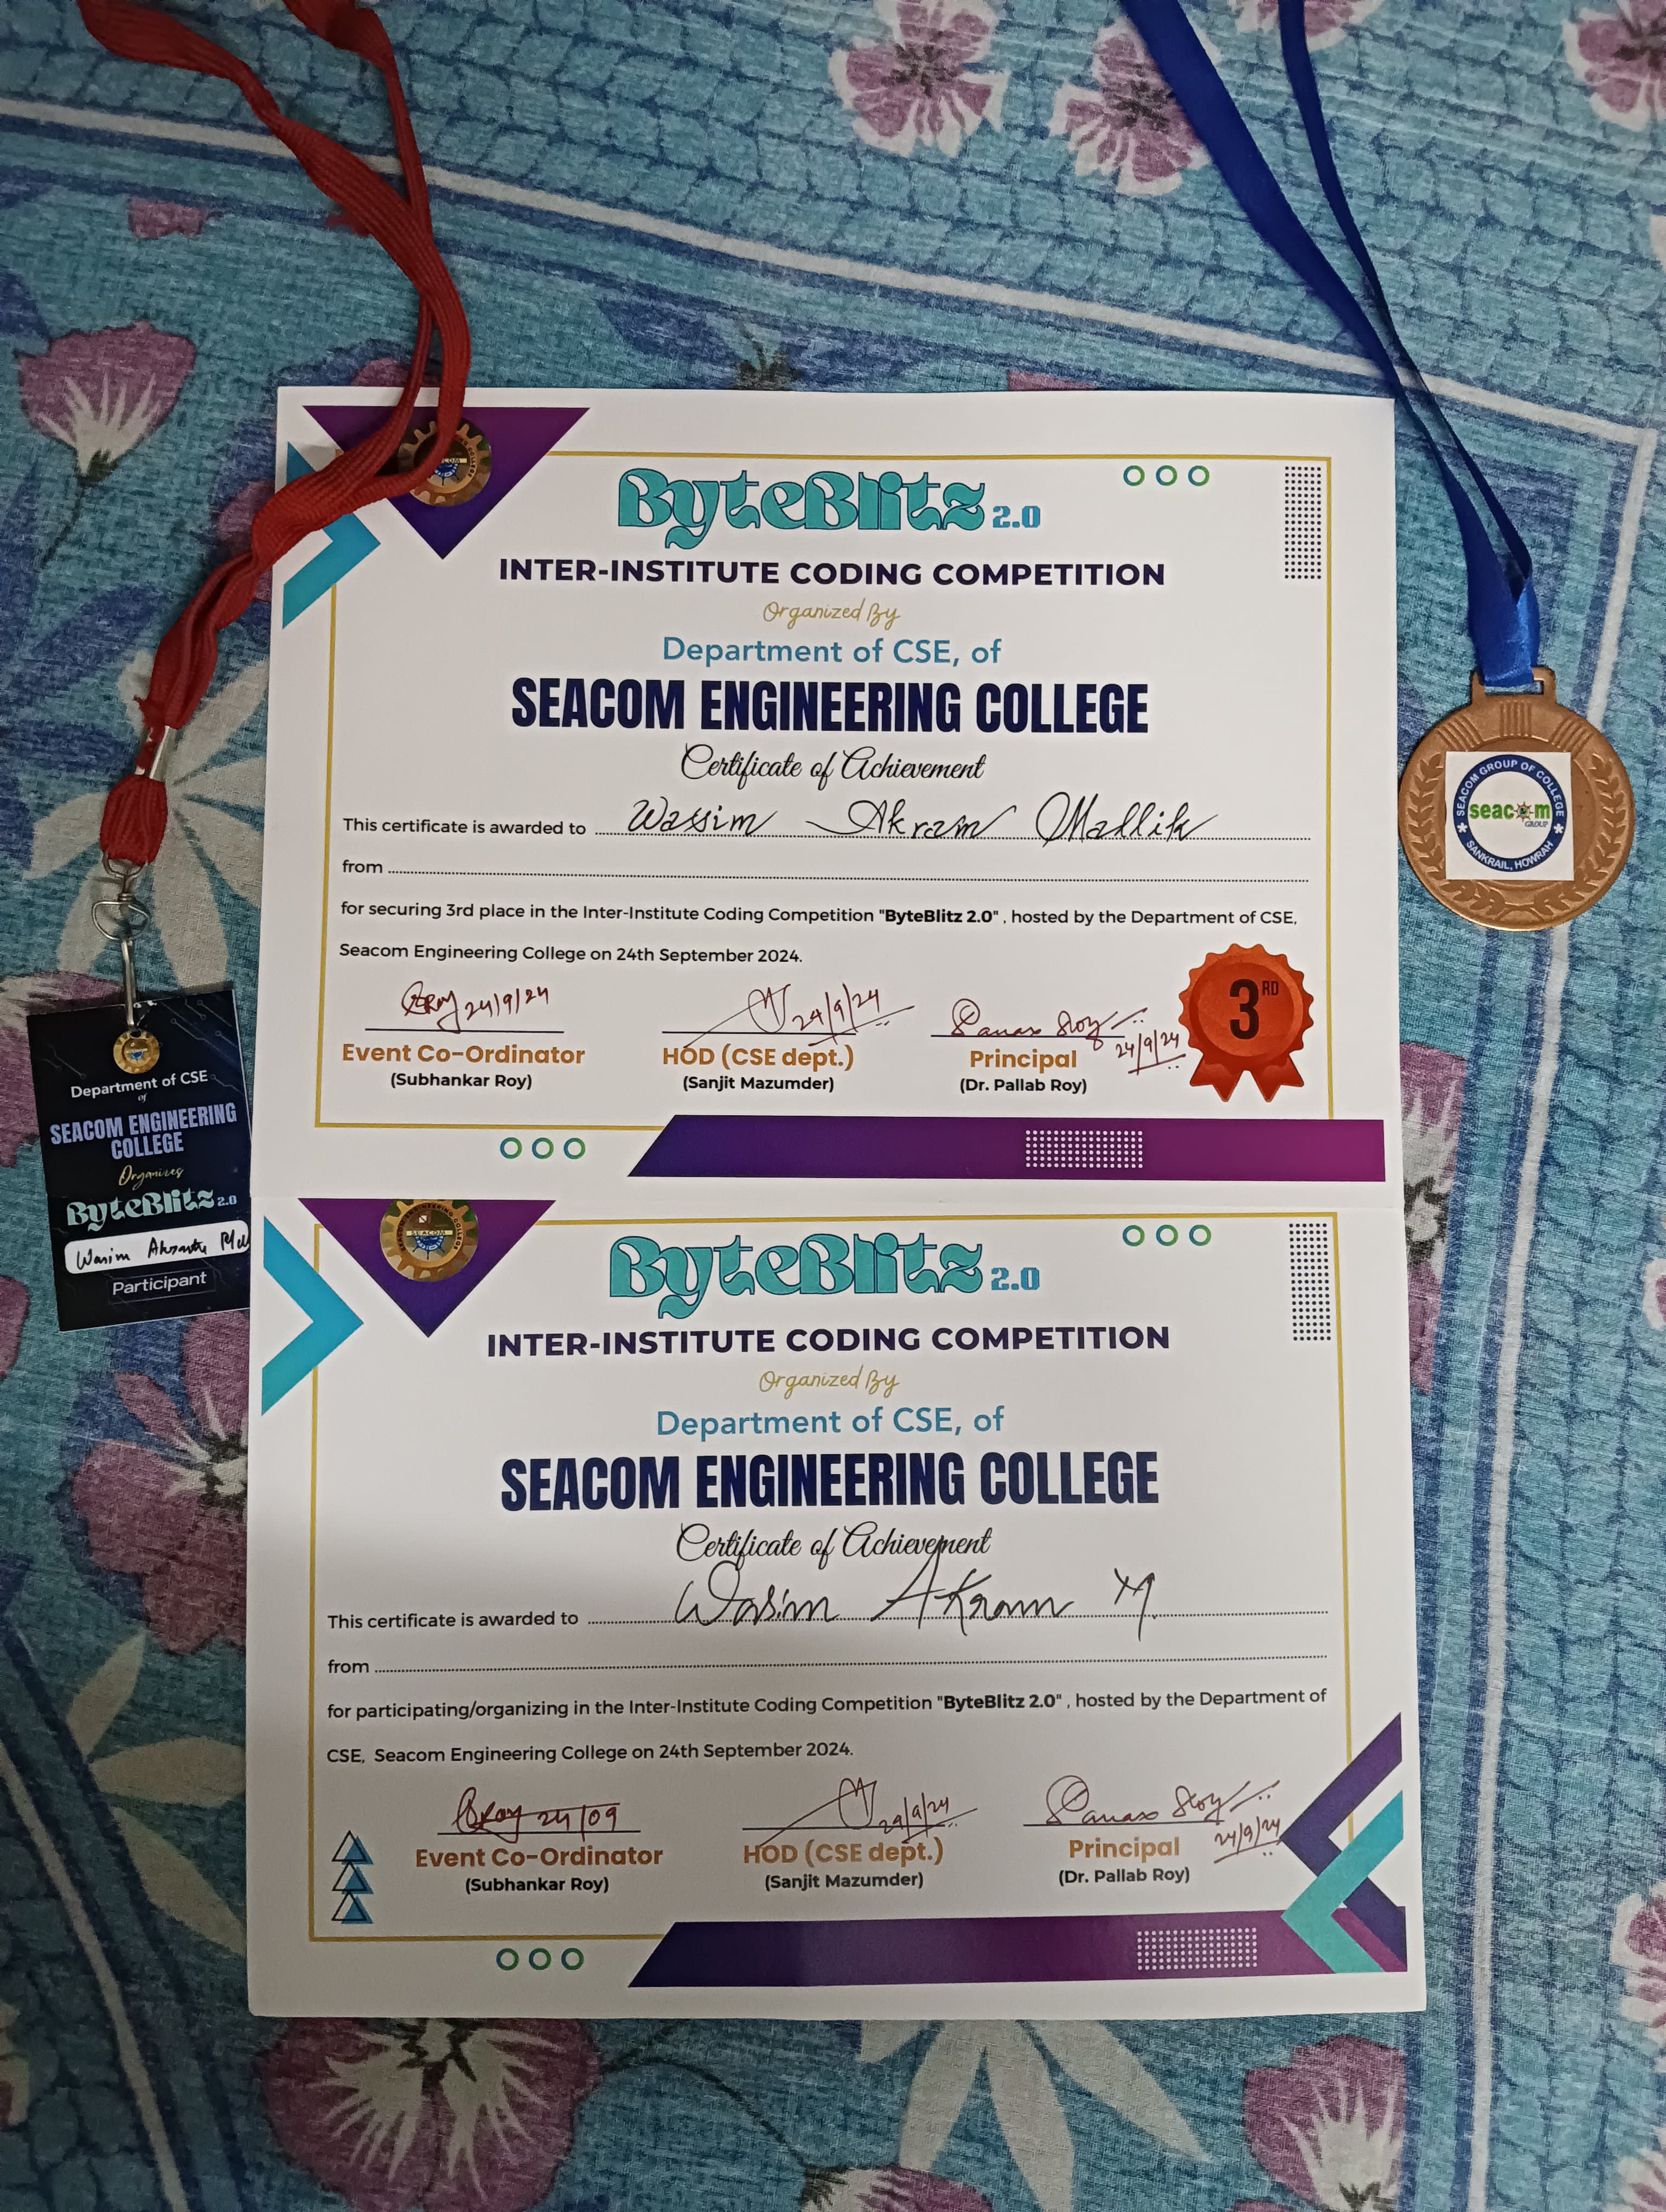 ByteBlitz 2.0
INTER-INSTITUTE CODING COMPETITION
Organized By
Department of CSE, of
SEACOM ENGINEERING COLLEGE
Certificate of Achievement
This certificate is awarded to Wassim Akram Mallik
from
for securing 3rd place in the Inter-Institute Coding Competition "ByteBlitz 2.0" , hosted by the Department of CSE,
Seacom Engineering College on 24th September 2024.
24/9/24
24/9/24
24/9/24
Event Co-Ordinator
HOD (CSE dept.)
Principal
(Subhankar Roy)
(Sanjit Mazumder)
(Dr. Pallab Roy)
3RD
SEACOM GROUP OF COLLEGE
seacom
GROUP
SANKRAIL, HOWRAH
Department of CSE
of
SEACOM ENGINEERING
COLLEGE
Organizes
ByteBlitz 2.0
Wasim
Participant
SEACOM
ByteBlitz 2.0
INTER-INSTITUTE CODING COMPETITION
Organized By
Department of CSE, of
SEACOM ENGINEERING COLLEGE
Certificate of Achievement
This certificate is awarded to Wasim Akram M.
from
for participating/organizing in the Inter-Institute Coding Competition "ByteBlitz 2.0" , hosted by the Department of
CSE, Seacom Engineering College on 24th September 2024.
24/09
24/9/24
24/9/24
Event Co-Ordinator
HOD (CSE dept.)
Principal
(Subhankar Roy)
(Sanjit Mazumder)
(Dr. Pallab Roy)